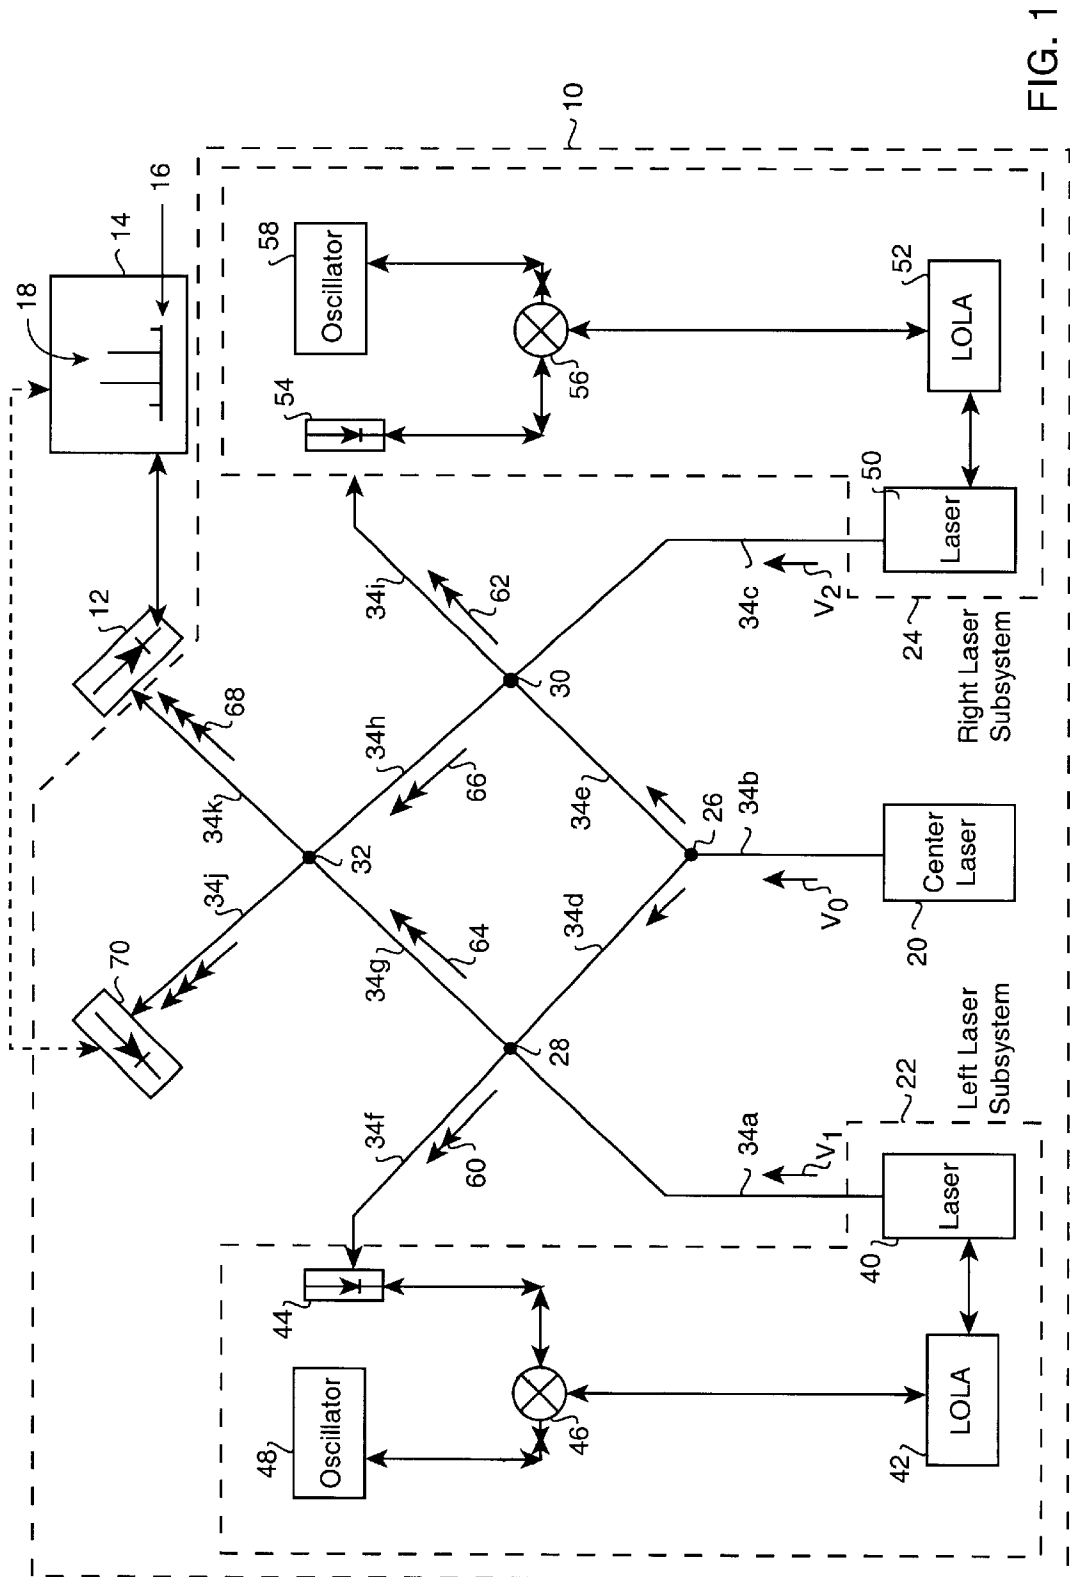 10
16
14
18
58
Oscillator
52
LOLA
56
54
50
Laser
12
34i
62
34c
V2
24
Right Laser
Subsystem
68
34h
66
30
34k
34e
26
34b
32
34j
V0
20
Center
Laser
34d
64
34g
70
28
Left Laser
Subsystem
22
34f
60
34a
V1
40
Laser
44
48
Oscillator
46
42
LOLA
FIG. 1